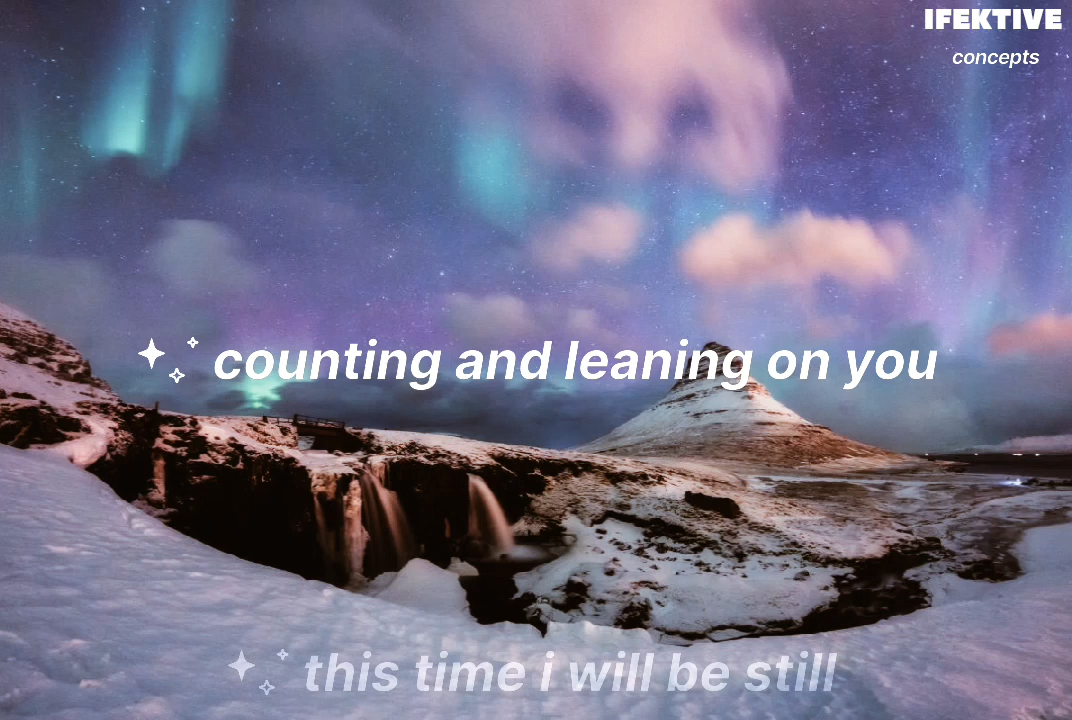 IFEKTIVE
concepts
counting and leaning on you
this time i will be still